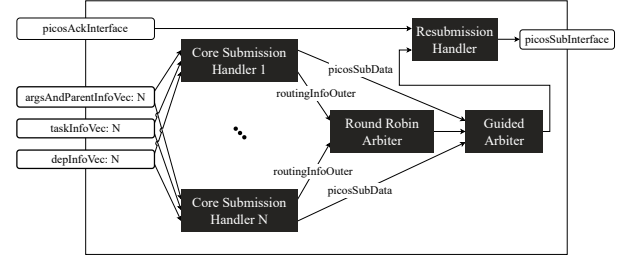 picosAckInterface
Resubmission
Handler
picosSubInterface
Core Submission
Handler 1
picosSubData
argsAndParentInfoVec: N
routingInfoOuter
taskInfoVec: N
Round Robin
Arbiter
Guided
Arbiter
depInfoVec: N
routingInfoOuter
picosSubData
Core Submission
Handler N